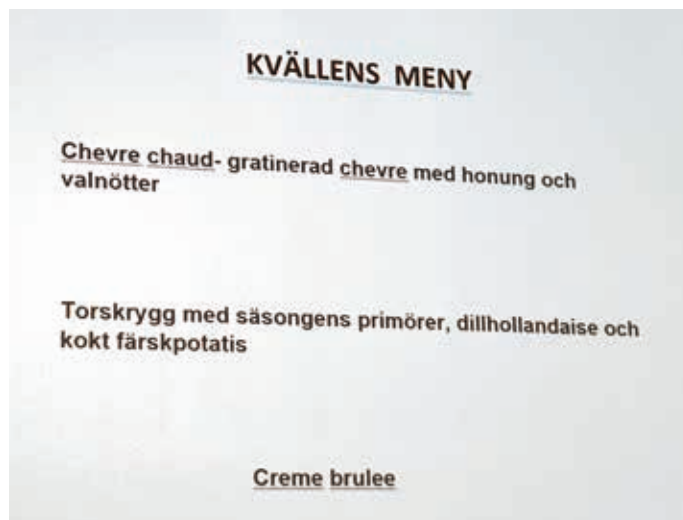 KVÄLLENS MENY
Chevre chaud- gratinerad chevre med honung och
valnötter
Torskrygg med säsongens primörer, dillhollandaise och
kokt färskpotatis
Creme brulee